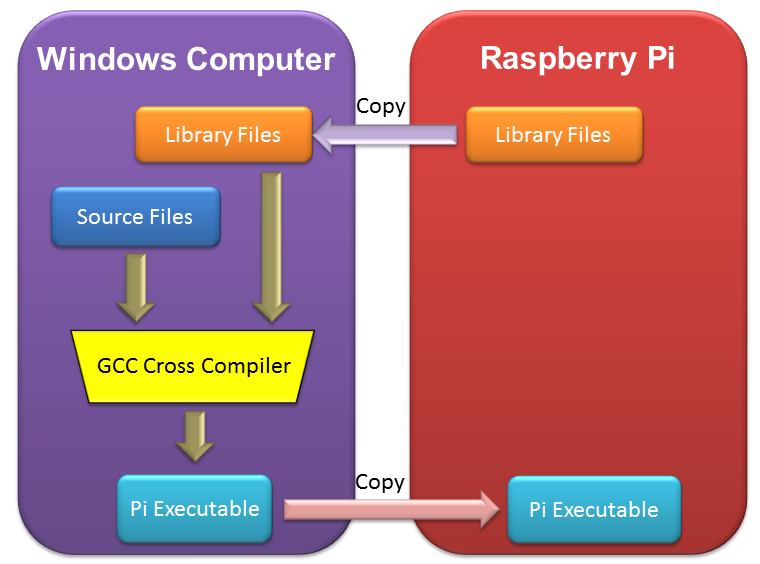 Windows Computer
Raspberry Pi
Copy
Library Files
Library Files
Source Files
GCC Cross Compiler
Copy
Pi Executable
Pi Executable